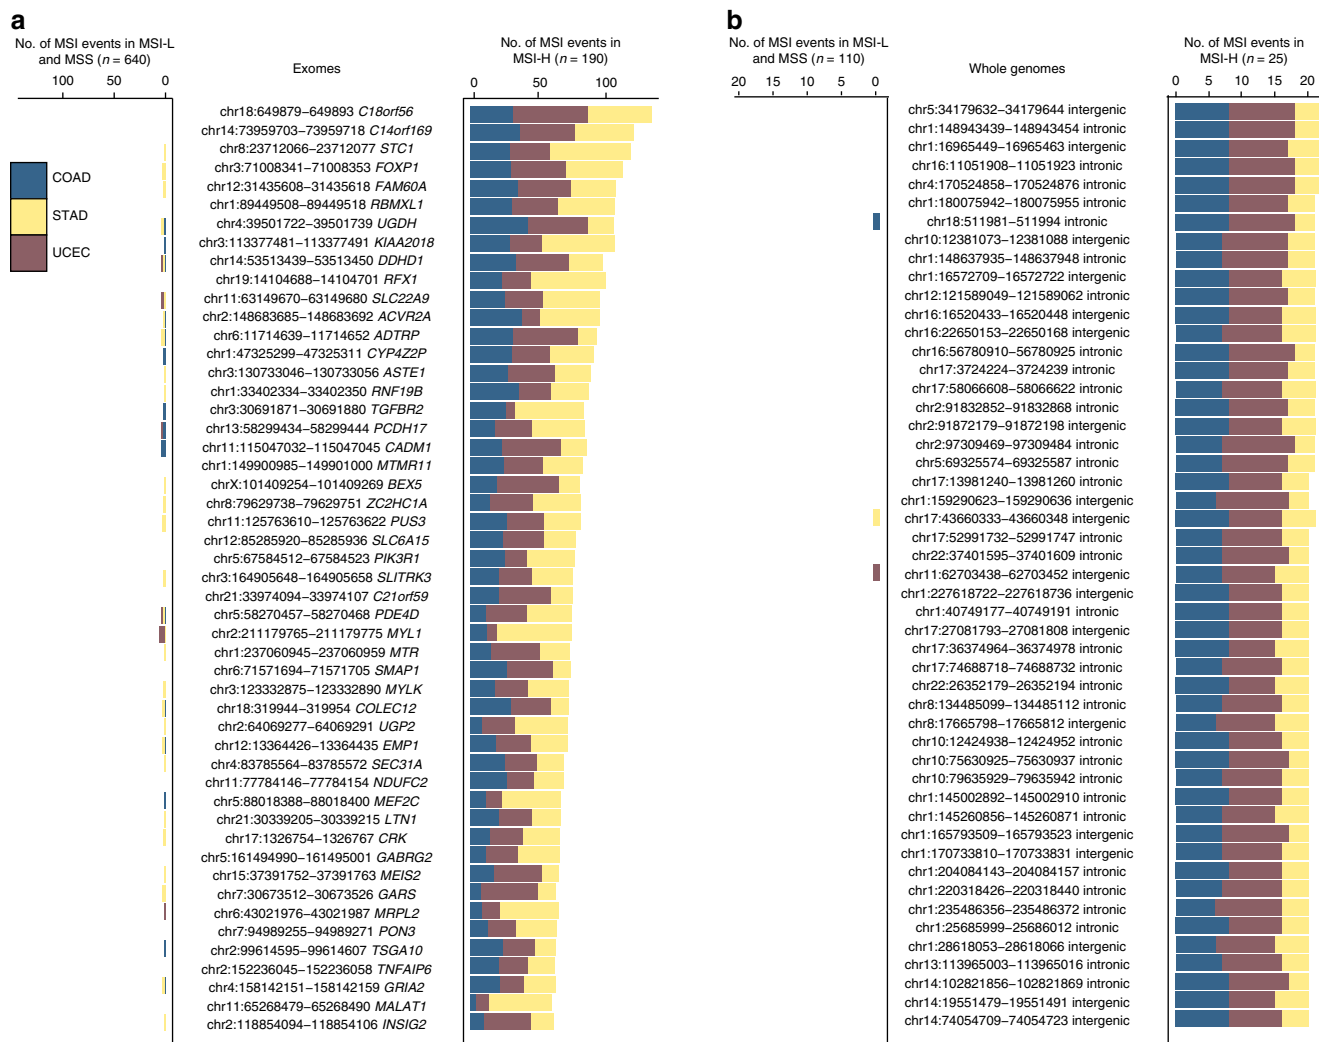 a
No. of MSI events in MSI-L
and MSS (n = 640)
100 50 0
Exomes
No. of MSI events in
MSI-H (n = 190)
0 50 100
COAD
STAD
UCEC
chr18:649879–649893 C18orf56
chr14:73959703–73959718 C14orf169
chr8:23712066–23712077 STC1
chr3:71008341–71008353 FOXP1
chr12:31435608–31435618 FAM60A
chr1:89449508–89449518 RBMXL1
chr4:39501722–39501739 UGDH
chr3:113377481–113377491 KIAA2018
chr14:53513439–53513450 DDHD1
chr19:14104688–14104701 RFX1
chr11:63149670–63149680 SLC22A9
chr2:148683685–148683692 ACVR2A
chr6:11714639–11714652 ADTRP
chr1:47325299–47325311 CYP4Z2P
chr3:130733046–130733056 ASTE1
chr1:33402334–33402350 RNF19B
chr3:30691871–30691880 TGFBR2
chr13:58299434–58299444 PCDH17
chr11:115047032–115047045 CADM1
chr1:149900985–149901000 MTMR11
chrX:101409254–101409269 BEX5
chr8:79629738–79629751 ZC2HC1A
chr11:125763610–125763622 PUS3
chr12:85285920–85285936 SLC6A15
chr5:67584512–67584523 PIK3R1
chr3:164905648–164905658 SLITRK3
chr21:33974094–33974107 C21orf59
chr5:58270457–58270468 PDE4D
chr2:211179765–211179775 MYL1
chr1:237060945–237060959 MTR
chr6:71571694–71571705 SMAP1
chr3:123332875–123332890 MYLK
chr18:319944–319954 COLEC12
chr2:64069277–64069291 UGP2
chr12:13364426–13364435 EMP1
chr4:83785564–83785572 SEC31A
chr11:77784146–77784154 NDUFC2
chr5:88018388–88018400 MEF2C
chr21:30339205–30339215 LTN1
chr17:1326754–1326767 CRK
chr5:161494990–161495001 GABRG2
chr15:37391752–37391763 MEIS2
chr7:30673512–30673526 GARS
chr6:43021976–43021987 MRPL2
chr7:94989255–94989271 PON3
chr2:99614595–99614607 TSGA10
chr2:152236045–152236058 TNFAIP6
chr4:158142151–158142159 GRIA2
chr11:65268479–65268490 MALAT1
chr2:118854094–118854106 INSIG2
b
No. of MSI events in MSI-L
and MSS (n = 110)
20 15 10 5 0
Whole genomes
No. of MSI events in
MSI-H (n = 25)
0 5 10 15 20
chr5:34179632–34179644 intergenic
chr1:148943439–148943454 intronic
chr1:16965449–16965463 intergenic
chr16:11051908–11051923 intronic
chr4:170524858–170524876 intronic
chr1:180075942–180075955 intronic
chr18:511981–511994 intronic
chr10:12381073–12381088 intergenic
chr1:148637935–148637948 intronic
chr1:16572709–16572722 intergenic
chr12:121589049–121589062 intronic
chr16:16520433–16520448 intergenic
chr16:22650153–22650168 intergenic
chr16:56780910–56780925 intronic
chr17:3724224–3724239 intronic
chr17:58066608–58066622 intronic
chr2:91832852–91832868 intronic
chr2:91872179–91872198 intergenic
chr2:97309469–97309484 intronic
chr5:69325574–69325587 intronic
chr17:13981240–13981260 intronic
chr1:159290623–159290636 intergenic
chr17:43660333–43660348 intergenic
chr17:52991732–52991747 intronic
chr22:37401595–37401609 intronic
chr11:62703438–62703452 intergenic
chr1:227618722–227618736 intergenic
chr1:40749177–40749191 intronic
chr17:27081793–27081808 intergenic
chr17:36374964–36374978 intronic
chr17:74688718–74688732 intronic
chr22:26352179–26352194 intronic
chr8:134485099–134485112 intronic
chr8:17665798–17665812 intergenic
chr10:12424938–12424952 intronic
chr10:75630925–75630937 intronic
chr10:79635929–79635942 intronic
chr1:145002892–145002910 intronic
chr1:145260856–145260871 intronic
chr1:165793509–165793523 intergenic
chr1:170733810–170733831 intergenic
chr1:204084143–204084157 intronic
chr1:220318426–220318440 intronic
chr1:235486356–235486372 intronic
chr1:25685999–25686012 intronic
chr1:28618053–28618066 intergenic
chr13:113965003–113965016 intronic
chr14:102821856–102821869 intronic
chr14:19551479–19551491 intergenic
chr14:74054709–74054723 intergenic